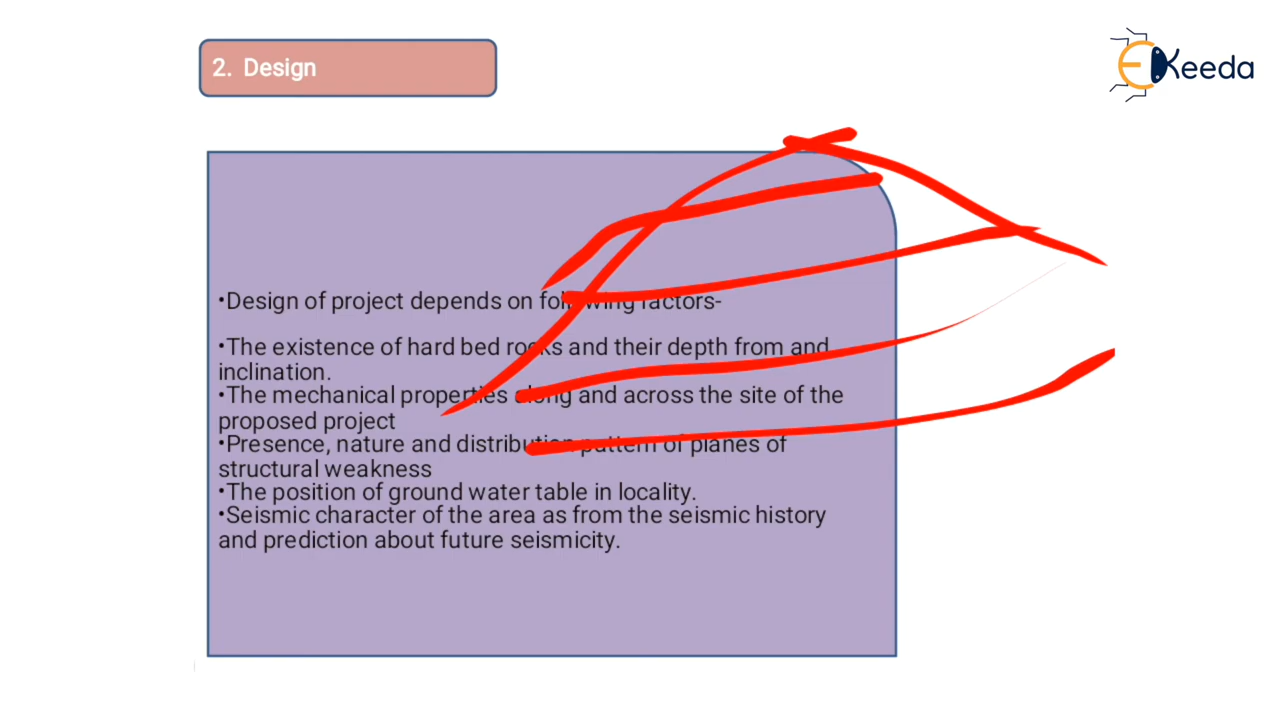 2. Design
EKeeda
•Design of project depends on following factors-
•The existence of hard bed rocks and their depth from and
inclination.
•The mechanical properties along and across the site of the
proposed project
•Presence, nature and distribution pattern of planes of
structural weakness
•The position of ground water table in locality.
•Seismic character of the area as from the seismic history
and prediction about future seismicity.